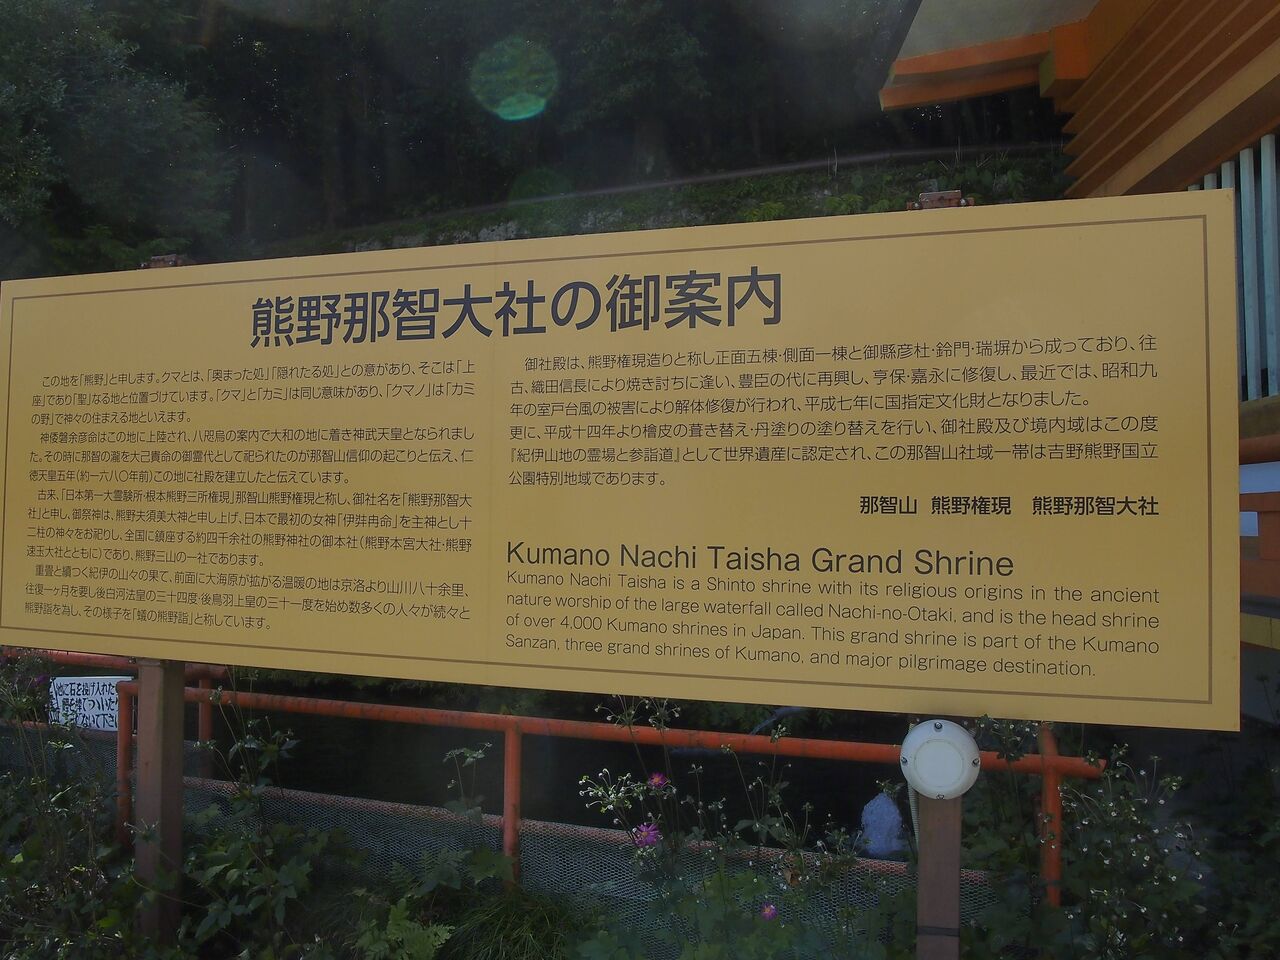 熊野那智大社の御案内
この地を「熊野」と申します。クマとは、「奥まった処」「隠れたる処」との意があり、そこは「上
座」であり「聖」なる地と位置づけています。「クマ」と「カミ」は同じ意味があり、「クマノ」は「カミ
の野」で神々の住まえる地といえます。
神倭磐余彦命はこの地に上陸され、八咫烏の案内で大和の地に着き神武天皇となられまし
た。その時に那智の瀧を大己貴命の御霊代として祀られたのが那智山信仰の起こりと伝え、仁
徳天皇五年（約一六八〇年前）この地に社殿を建立したと伝えています。
古来、「日本第一大霊験所・根本熊野三所権現」那智山熊野権現と称し、御社名を「熊野那智大
社」と申し、御祭神は、熊野夫須美大神と申し上げ、日本で最初の女神「伊弉冉命」を主神とし十
二柱の神々をお祀りし、全国に鎮座する約四千余社の熊野神社の御本社（熊野本宮大社・熊野
速玉大社とともに）であり、熊野三山の一社であります。
重畳と續つく紀伊の山々の果て、前面に大海原が拡がる温暖の地は京洛より山川八十余里、
往復一ヶ月を要し後白河法皇の三十四度・後鳥羽上皇の三十一度を始め数多くの人々が続々と
熊野詣を為し、その様子を「蟻の熊野詣」と称しています。
御社殿は、熊野権現造りと称し正面五棟・側面一棟と御縣彦社・鈴門・瑞塀から成っており、往
古、織田信長により焼き討ちに逢い、豊臣の代に再興し、亨保・嘉永に修復し、最近では、昭和九
年の室戸台風の被害により解体修復が行われ、平成七年に国指定文化財となりました。
更に、平成十四年より檜皮の葺き替え・丹塗りの塗り替えを行い、御社殿及び境内域はこの度
『紀伊山地の霊場と参詣道』として世界遺産に認定され、この那智山社域一帯は吉野熊野国立
公園特別地域であります。
那智山 熊野権現 熊野那智大社
Kumano Nachi Taisha Grand Shrine
Kumano Nachi Taisha is a Shinto shrine with its religious origins in the ancient
nature worship of the large waterfall called Nachi-no-Otaki, and is the head shrine
of over 4,000 Kumano shrines in Japan. This grand shrine is part of the Kumano
Sanzan, three grand shrines of Kumano, and major pilgrimage destination.
池に石を投げ入れたり